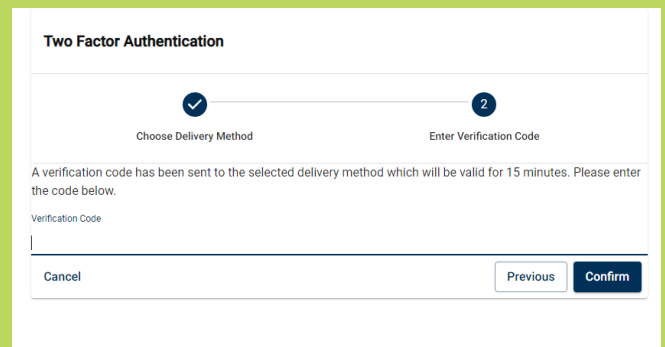 Two Factor Authentication
2
Choose Delivery Method
Enter Verification Code
A verification code has been sent to the selected delivery method which will be valid for 15 minutes. Please enter
the code below.
Verification Code
Cancel
Previous
Confirm